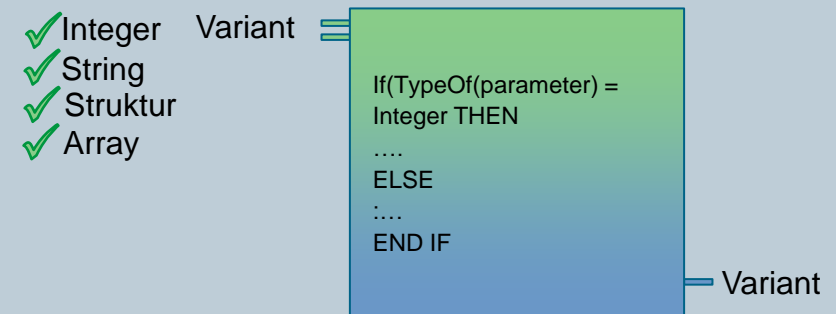 Integer
String
Struktur
Array
Variant
If(TypeOf(parameter) =
Integer THEN
….
ELSE
:…
END IF
Variant